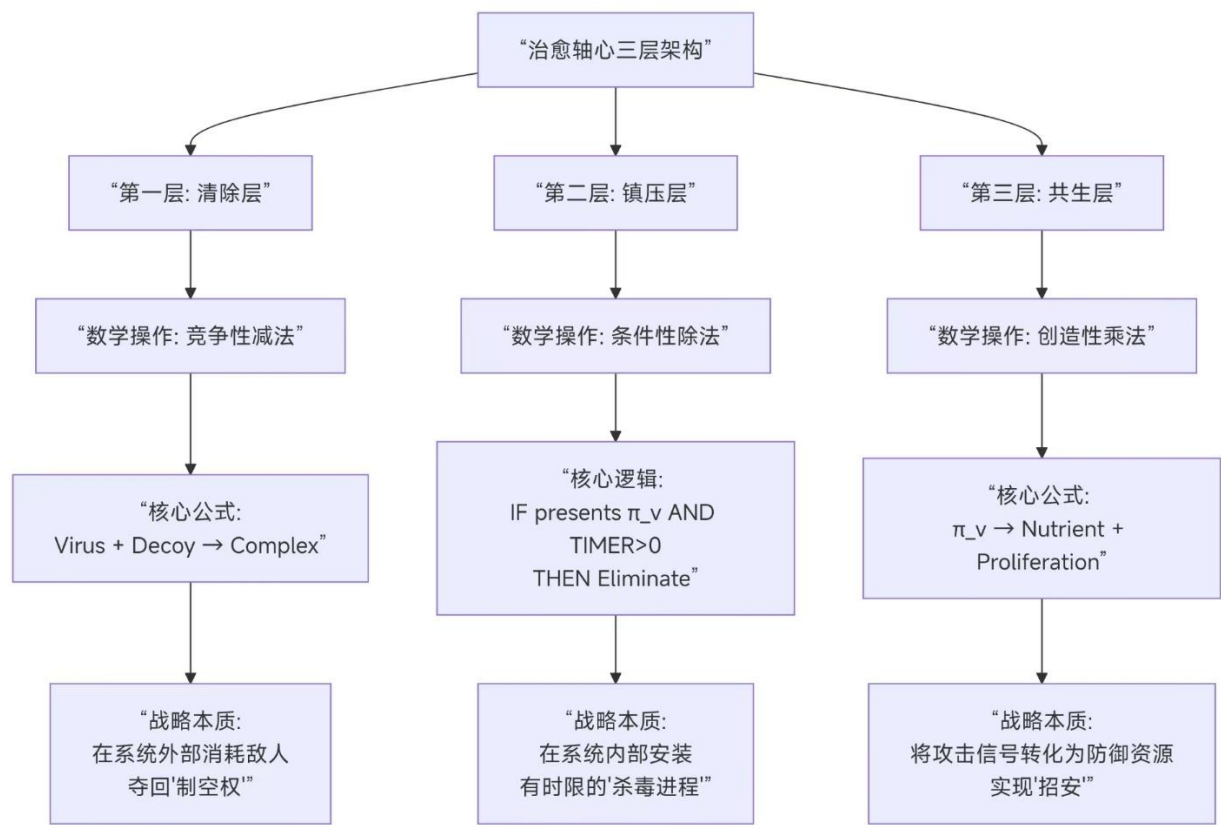 “治愈轴心三层架构”
“第一层: 清除层”
“数学操作: 竞争性减法”
“核心公式:
Virus + Decoy → Complex”
“战略本质:
在系统外部消耗敌人
夺回'制空权'”
“第二层: 镇压层”
“数学操作: 条件性除法”
“核心逻辑:
IF presents π_v AND
TIMER>0
THEN Eliminate”
“战略本质:
在系统内部安装
有时限的'杀毒进程'”
“第三层: 共生层”
“数学操作: 创造性乘法”
“核心公式:
π_v → Nutrient +
Proliferation”
“战略本质:
将攻击信号转化为防御资源
实现'招安'”